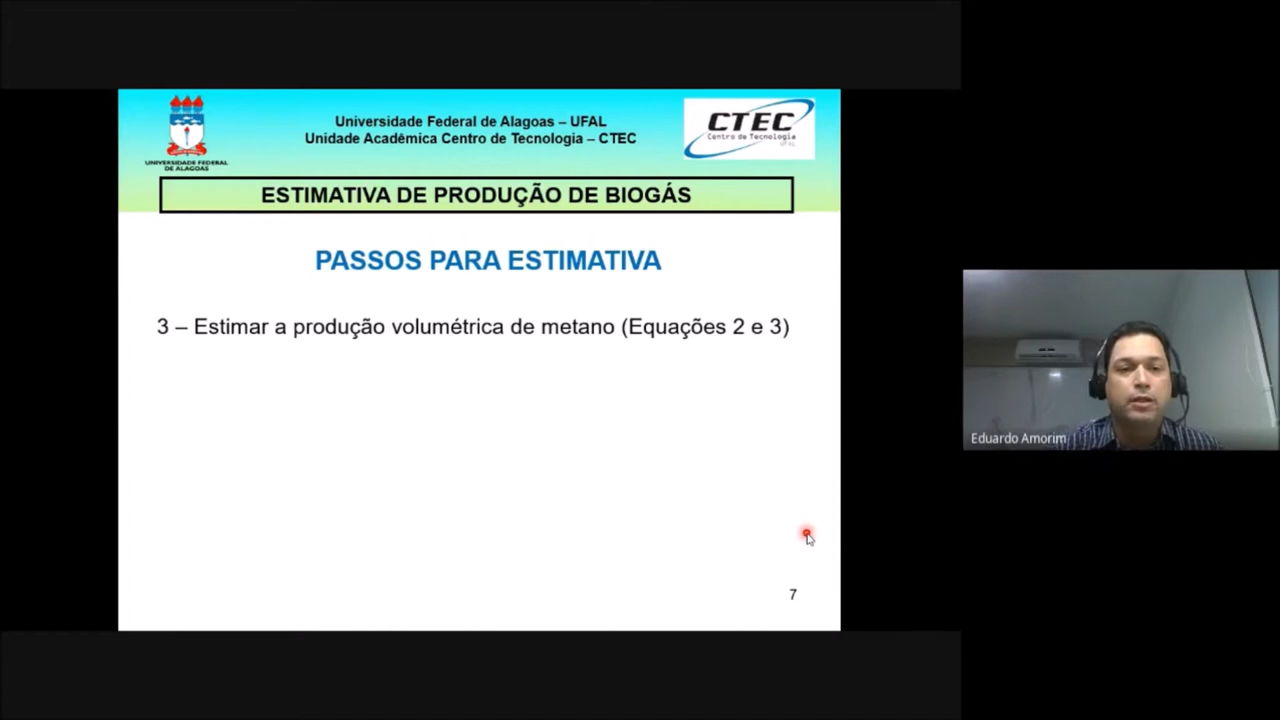 Universidade Federal de Alagoas – UFAL
Unidade Acadêmica Centro de Tecnologia – CTEC
UNIVERSIDADE FEDERAL
DE ALAGOAS
CTEC
Centro de Tecnologia
UFAL
ESTIMATIVA DE PRODUÇÃO DE BIOGÁS
PASSOS PARA ESTIMATIVA
3 – Estimar a produção volumétrica de metano (Equações 2 e 3)
Eduardo Amorim
7